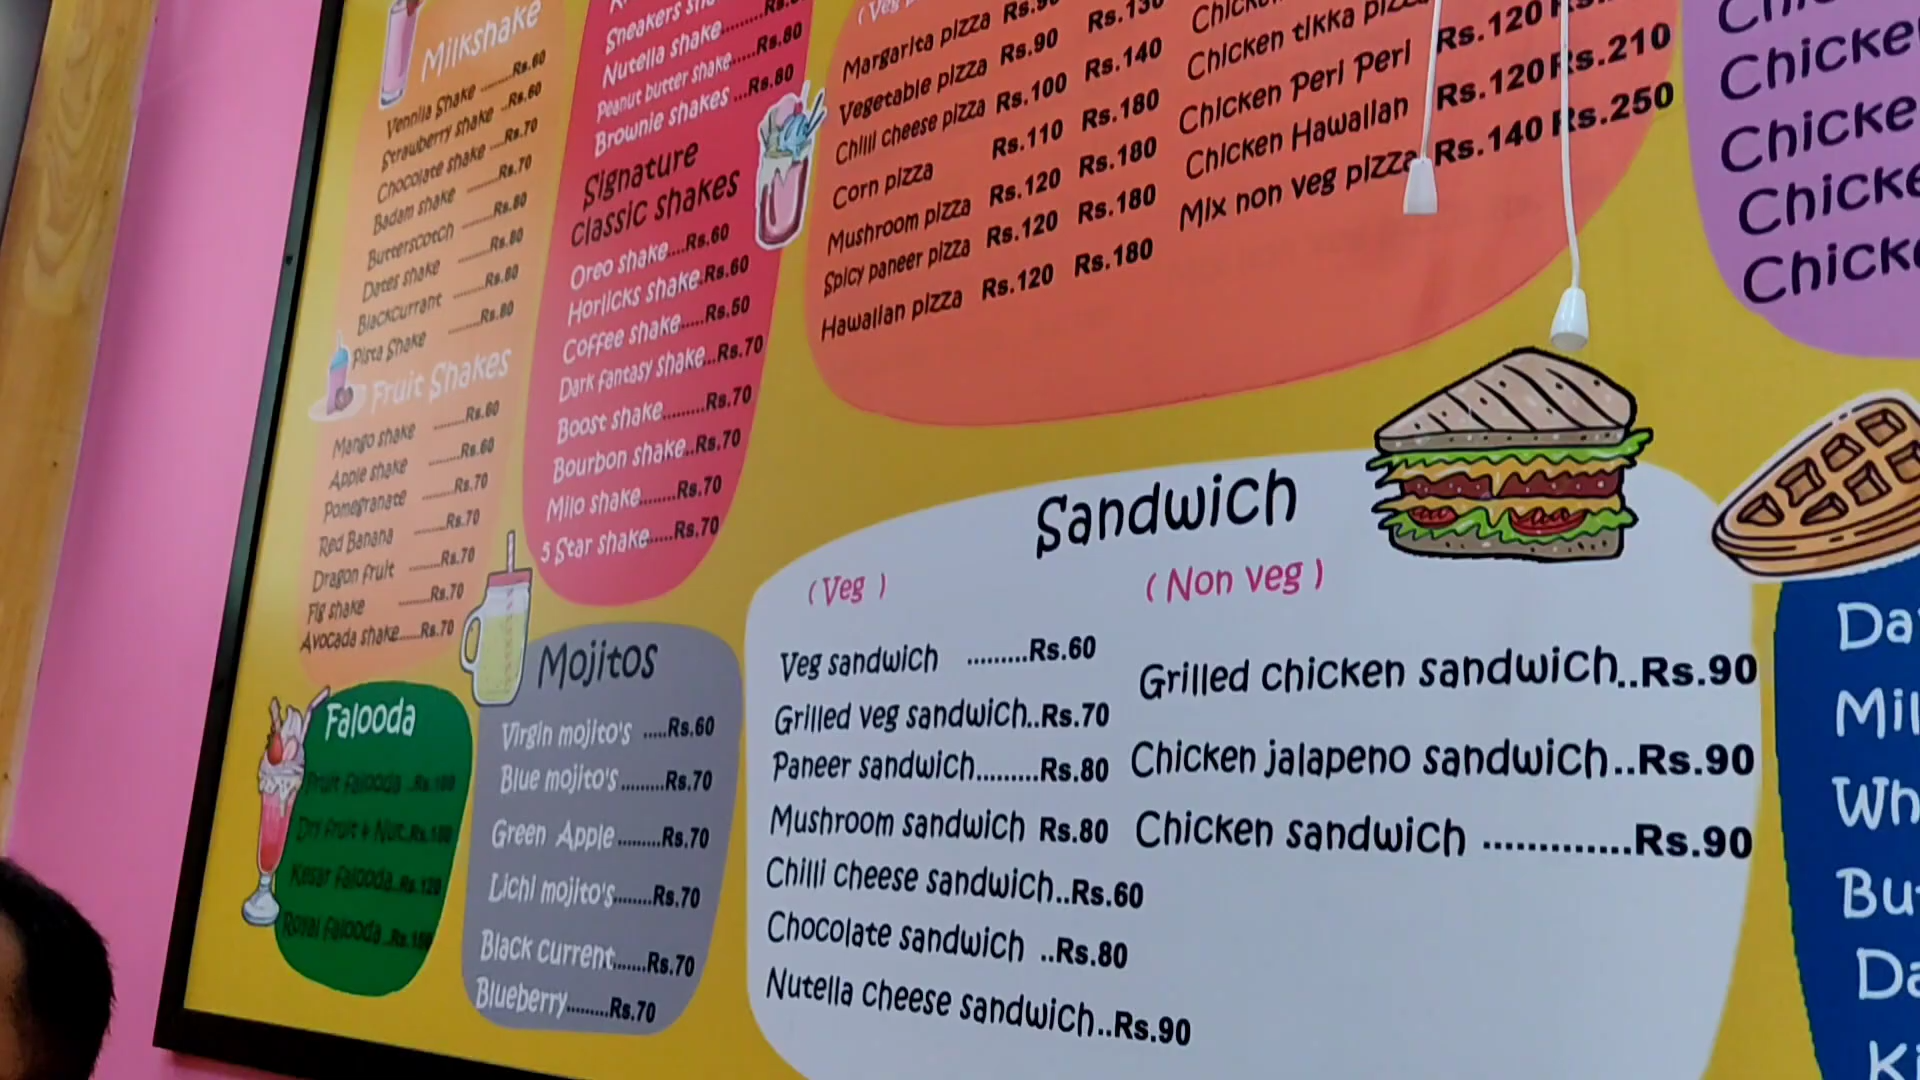 Milkshake
Vennila Shake ........Rs.60
Strawberry shake ..Rs.60
Chocolate shake ....Rs.70
Badam shake ........Rs.70
Butterscotch ........Rs.80
Dates shake ........Rs.80
Blackcurrant ........Rs.80
Pista Shake ........Rs.80
Fruit Shakes
Mango shake ........Rs.60
Apple shake ........Rs.60
Pomegranate ........Rs.70
Red Banana ........Rs.70
Dragon fruit ........Rs.70
Fig shake ........Rs.70
Avocada shake.....Rs.70
Falooda
Fruit Falooda ..Rs.100
Dry fruit + Nut..Rs.100
Kesar Falooda..Rs.120
Royal Falooda ..Rs.150
Sneakers
Nutella shake
Peanut butter shake......Rs.80
Brownie shakes ...Rs.80
Signature
classic shakes
Oreo shake....Rs.60
Horlicks shake.Rs.60
Coffee shake.....Rs.50
Dark fantasy shake...Rs.70
Boost shake.........Rs.70
Bourbon shake..Rs.70
Milo shake.......Rs.70
5 Star shake.....Rs.70
Mojitos
Virgin mojito's .....Rs.60
Blue mojito's.........Rs.70
Green Apple.........Rs.70
Lichi mojito's........Rs.70
Black current.......Rs.70
Blueberry.........Rs.70
(Veg
Margarita pizza Rs.90 Rs.130
Vegetable pizza Rs.90 Rs.140
Chilli cheese pizza Rs.100 Rs.180
Corn pizza Rs.110 Rs.180
Mushroom pizza Rs.120 Rs.180
Spicy paneer pizza Rs.120 Rs.180
Hawaiian pizza Rs.120 Rs.180
Chicken tikka Rs.120
Chicken Peri Peri Rs.120 Rs.210
Chicken Hawaiian Rs.140 Rs.250
Mix non veg pizza
Sandwich
(Veg )
Veg sandwich .........Rs.60
Grilled veg sandwich..Rs.70
Paneer sandwich.........Rs.80
Mushroom sandwich Rs.80
Chilli cheese sandwich..Rs.60
Chocolate sandwich ..Rs.80
Nutella cheese sandwich..Rs.90
( Non veg )
Grilled chicken sandwich..Rs.90
Chicken jalapeno sandwich..Rs.90
Chicken sandwich .............Rs.90